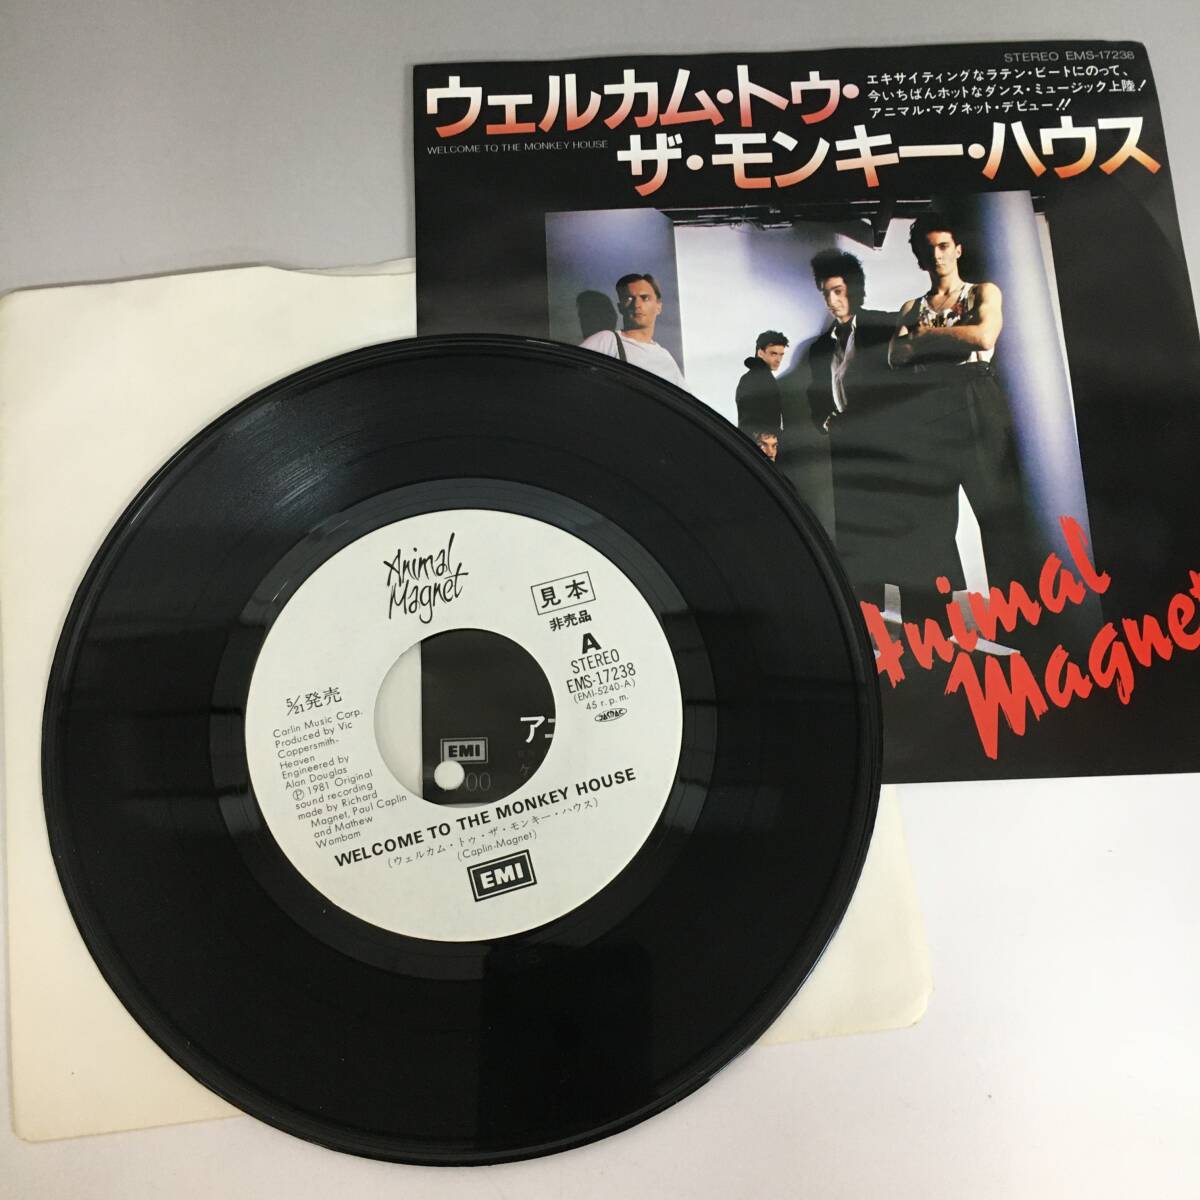 STEREO EMS-17238
ウェルカム・トゥ・
ザ・モンキー・ハウス
WELCOME TO THE MONKEY HOUSE
エキサイティングなラテン・ビートにのって、
今いちばんホットなダンス・ミュージック上陸!
アニマル・マグネット・デビュー!!
Animal
Magnet
Animal
Magnet
見本
非売品
A
STEREO
EMS-17238
(EMI-5240-A)
45 r.p.m.
5/21発売
Carlin Music Corp.
Produced by Vic
Coppersmith-
Heaven
Engineered by
Alan Douglas
Ⓟ 1981 Original
sound recording
made by Richard
Magnet, Paul Caplin
and Mathew
Wombam
WELCOME TO THE MONKEY HOUSE
(ウェルカム・トゥ・ザ・モンキー・ハウス)
(Caplin-Magnet)
EMI
EMI